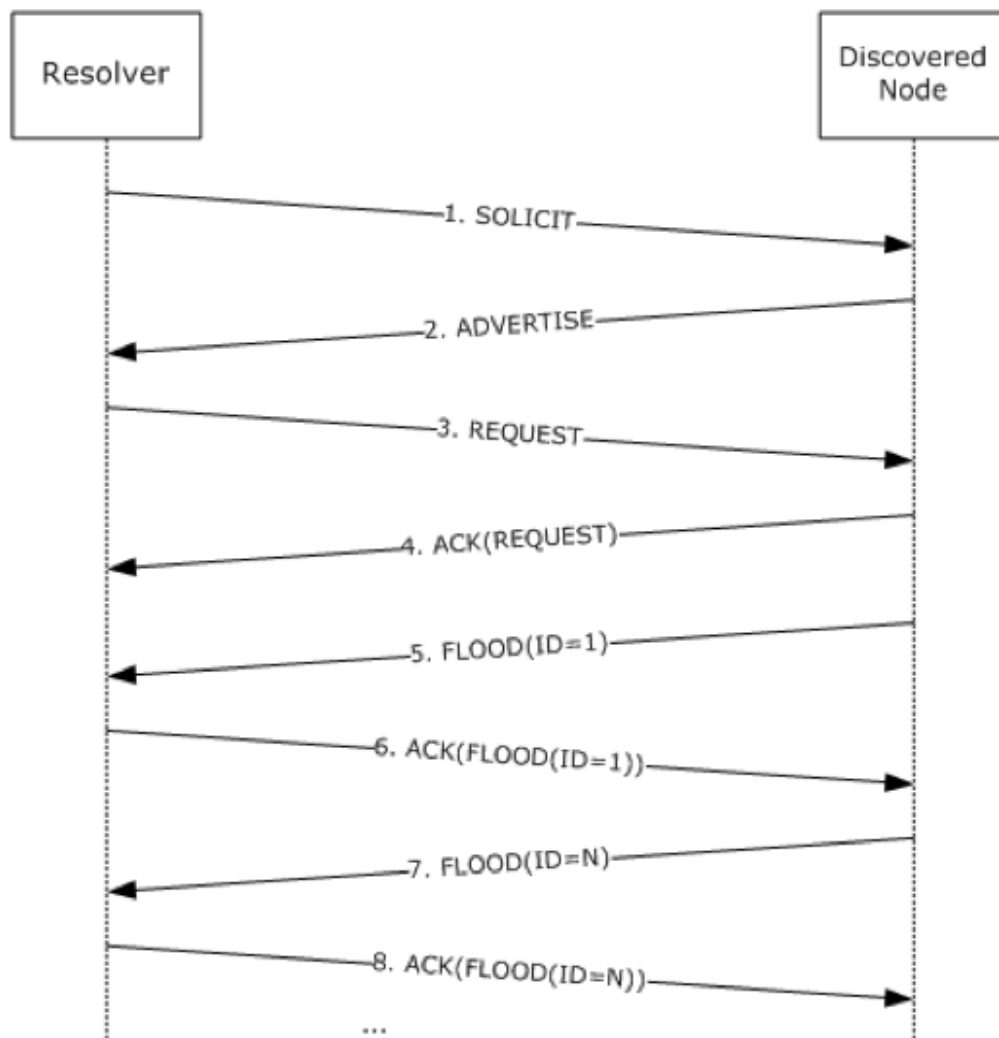 Resolver
Discovered
Node
1. SOLICIT
2. ADVERTISE
3. REQUEST
4. ACK(REQUEST)
5. FLOOD(ID=1)
6. ACK(FLOOD(ID=1))
7. FLOOD(ID=N)
8. ACK(FLOOD(ID=N))
...